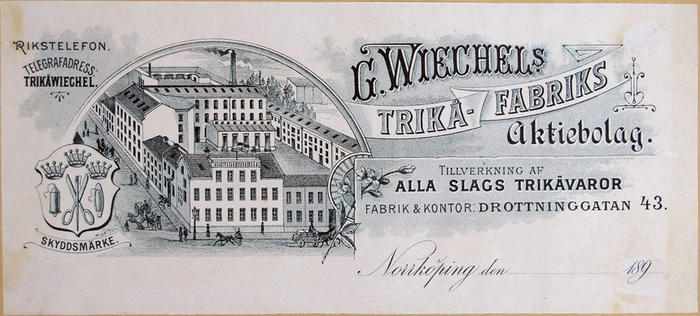 RIKSTELEFON.
TELEGRAFADRESS:
TRIKÅWIECHEL.
SKYDDSMÄRKE.
G. WIECHELS
TRIKÅ-FABRIKS
Aktiebolag.
TILLVERKNING AF
ALLA SLAGS TRIKÅVAROR
FABRIK & KONTOR: DROTTNINGGATAN 43.
Norrköping den 189